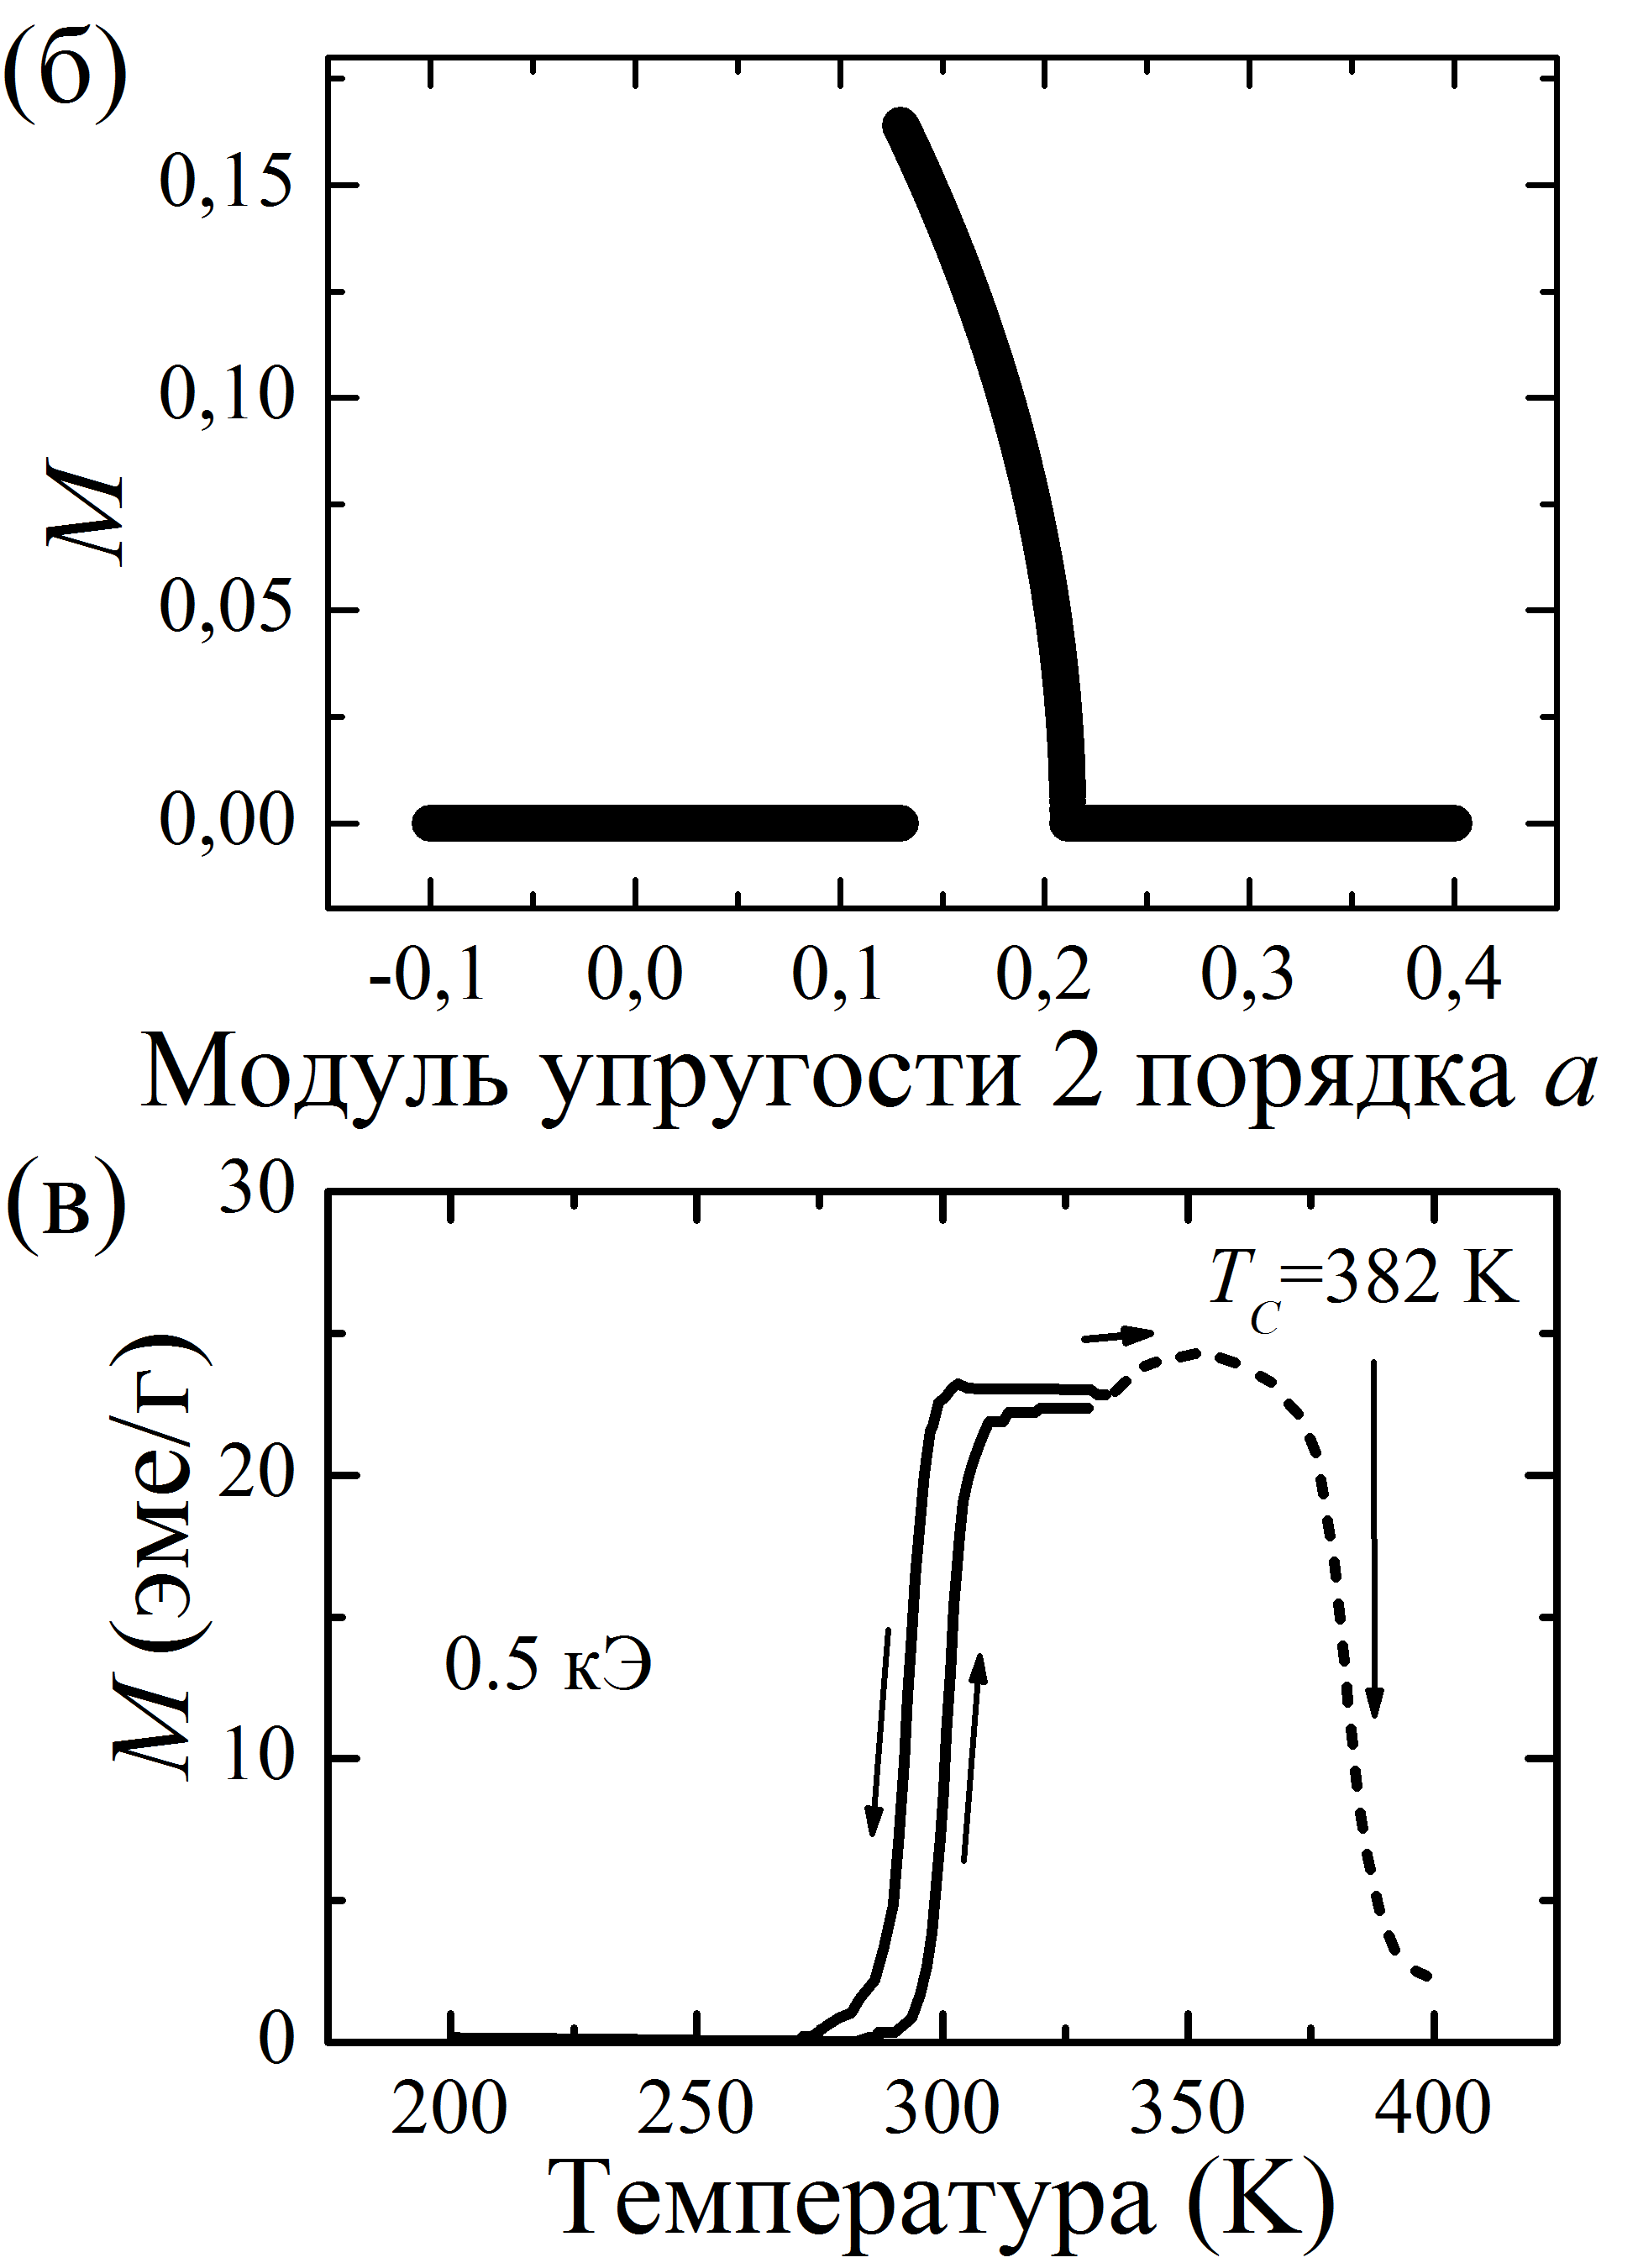 (б)
0,15
0,10
0,05
0,00
M
-0,1 0,0 0,1 0,2 0,3 0,4
Модуль упругости 2 порядка a
(в)
30
20
10
0
M (эме/г)
T_C=382 К
0.5 кЭ
200 250 300 350 400
Температура (К)